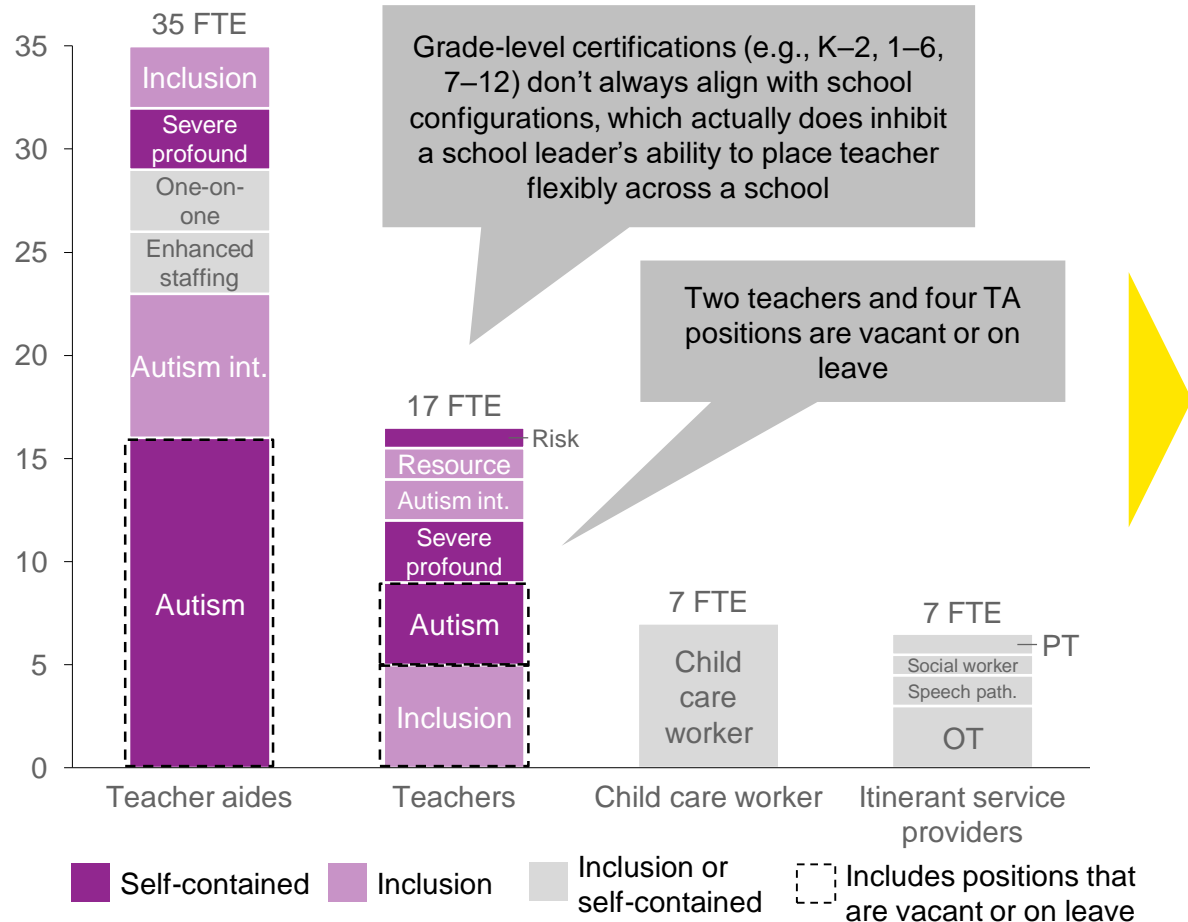 35 FTE
35
30
25
20
15
10
5
0
Inclusion
Severe
profound
One-on-
one
Enhanced
staffing
Autism int.
Autism
Teacher aides
Grade-level certifications (e.g., K–2, 1–6,
7–12) don’t always align with school
configurations, which actually does inhibit
a school leader’s ability to place teacher
flexibly across a school
Two teachers and four TA
positions are vacant or on
leave
17 FTE
Risk
Resource
Autism int.
Severe
profound
Autism
Inclusion
Teachers
7 FTE
Child
care
worker
Child care worker
7 FTE
PT
Social worker
Speech path.
OT
Itinerant service
providers
Self-contained
Inclusion
Inclusion or
self-contained
Includes positions that
are vacant or on leave